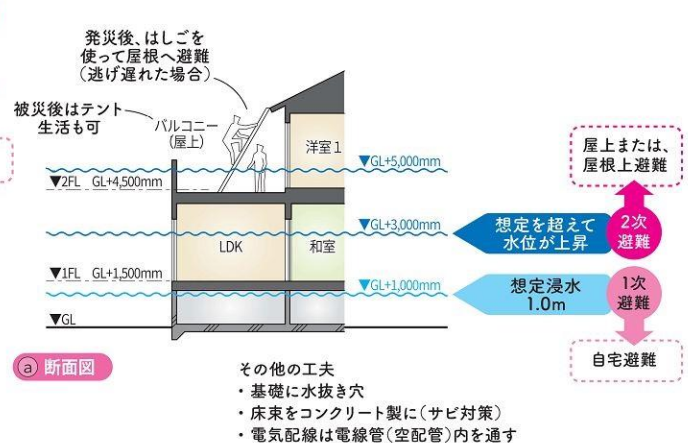 発災後、はしごを
使って屋根へ避難
(逃げ遅れた場合)
被災後はテント
生活も可
バルコニー
(屋上)
洋室1
▼GL+5,000mm
屋上または、
屋根上避難
▼2FL GL+4,500mm
▼GL+3,000mm
想定を超えて
水位が上昇
2次
避難
LDK
和室
▼1FL GL+1,500mm
▼GL+1,000mm
想定浸水
1.0m
1次
避難
▼GL
自宅避難
a 断面図
その他の工夫
・基礎に水抜き穴
・床束をコンクリート製に(サビ対策)
・電気配線は電線管(空配管)内を通す